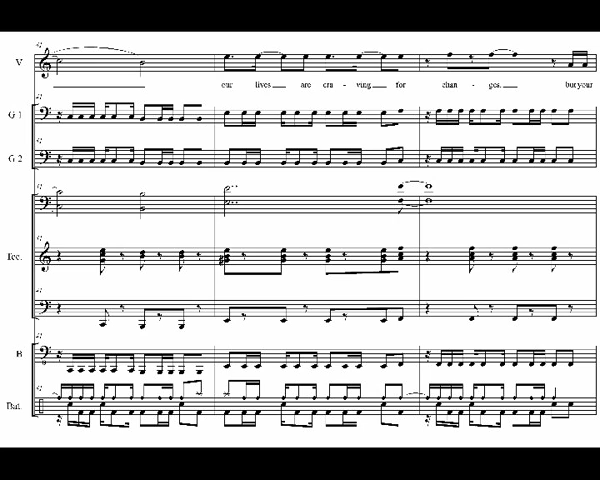 V
our lives are cra - ving for chan - ges. but your
G 1
G 2
Tec.
B
Bat.